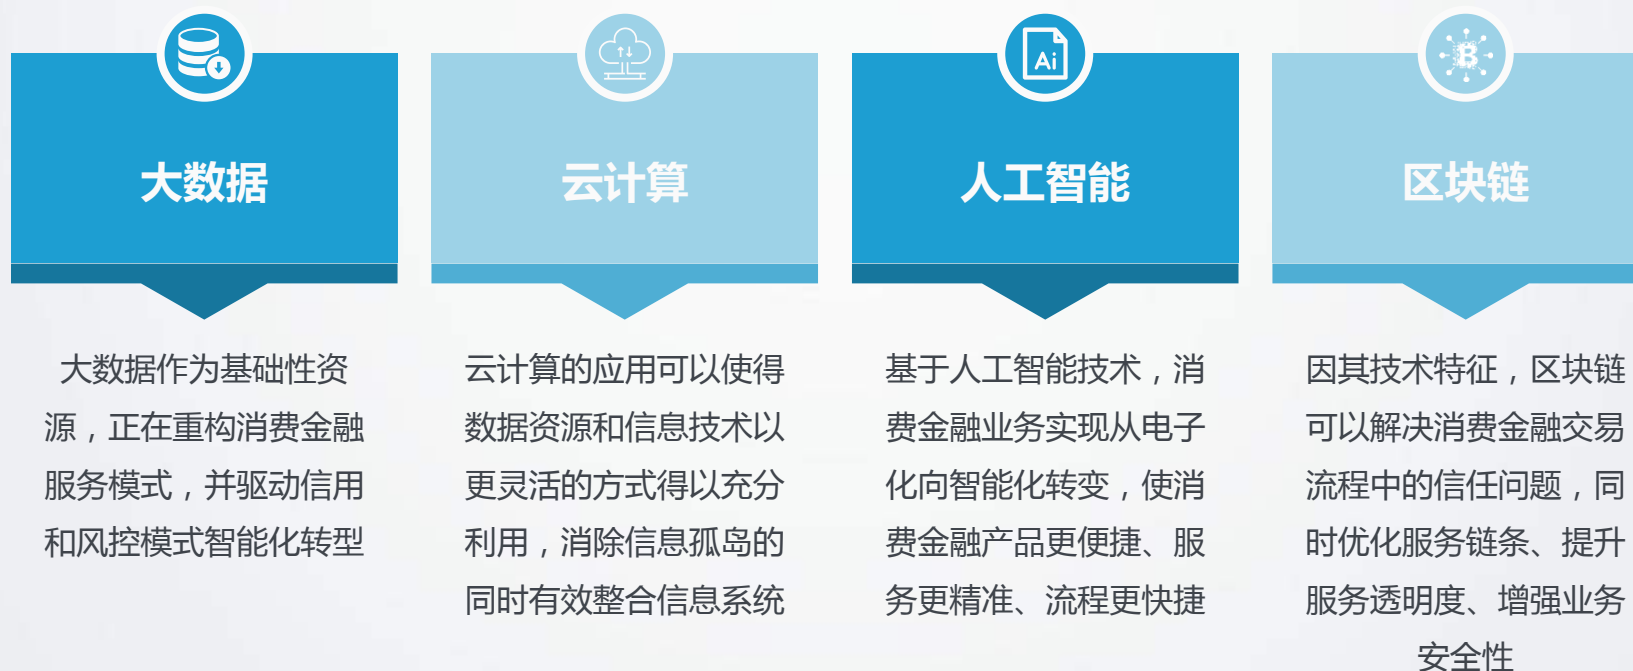 大数据
大数据作为基础性资
源，正在重构消费金融
服务模式，并驱动信用
和风控模式智能化转型
云计算
云计算的应用可以使得
数据资源和信息技术以
更灵活的方式得以充分
利用，消除信息孤岛的
同时有效整合信息系统
Ai
人工智能
基于人工智能技术，消
费金融业务实现从电子
化向智能化转变，使消
费金融产品更便捷、服
务更精准、流程更快捷
B
区块链
因其技术特征，区块链
可以解决消费金融交易
流程中的信任问题，同
时优化服务链条、提升
服务透明度、增强业务
安全性